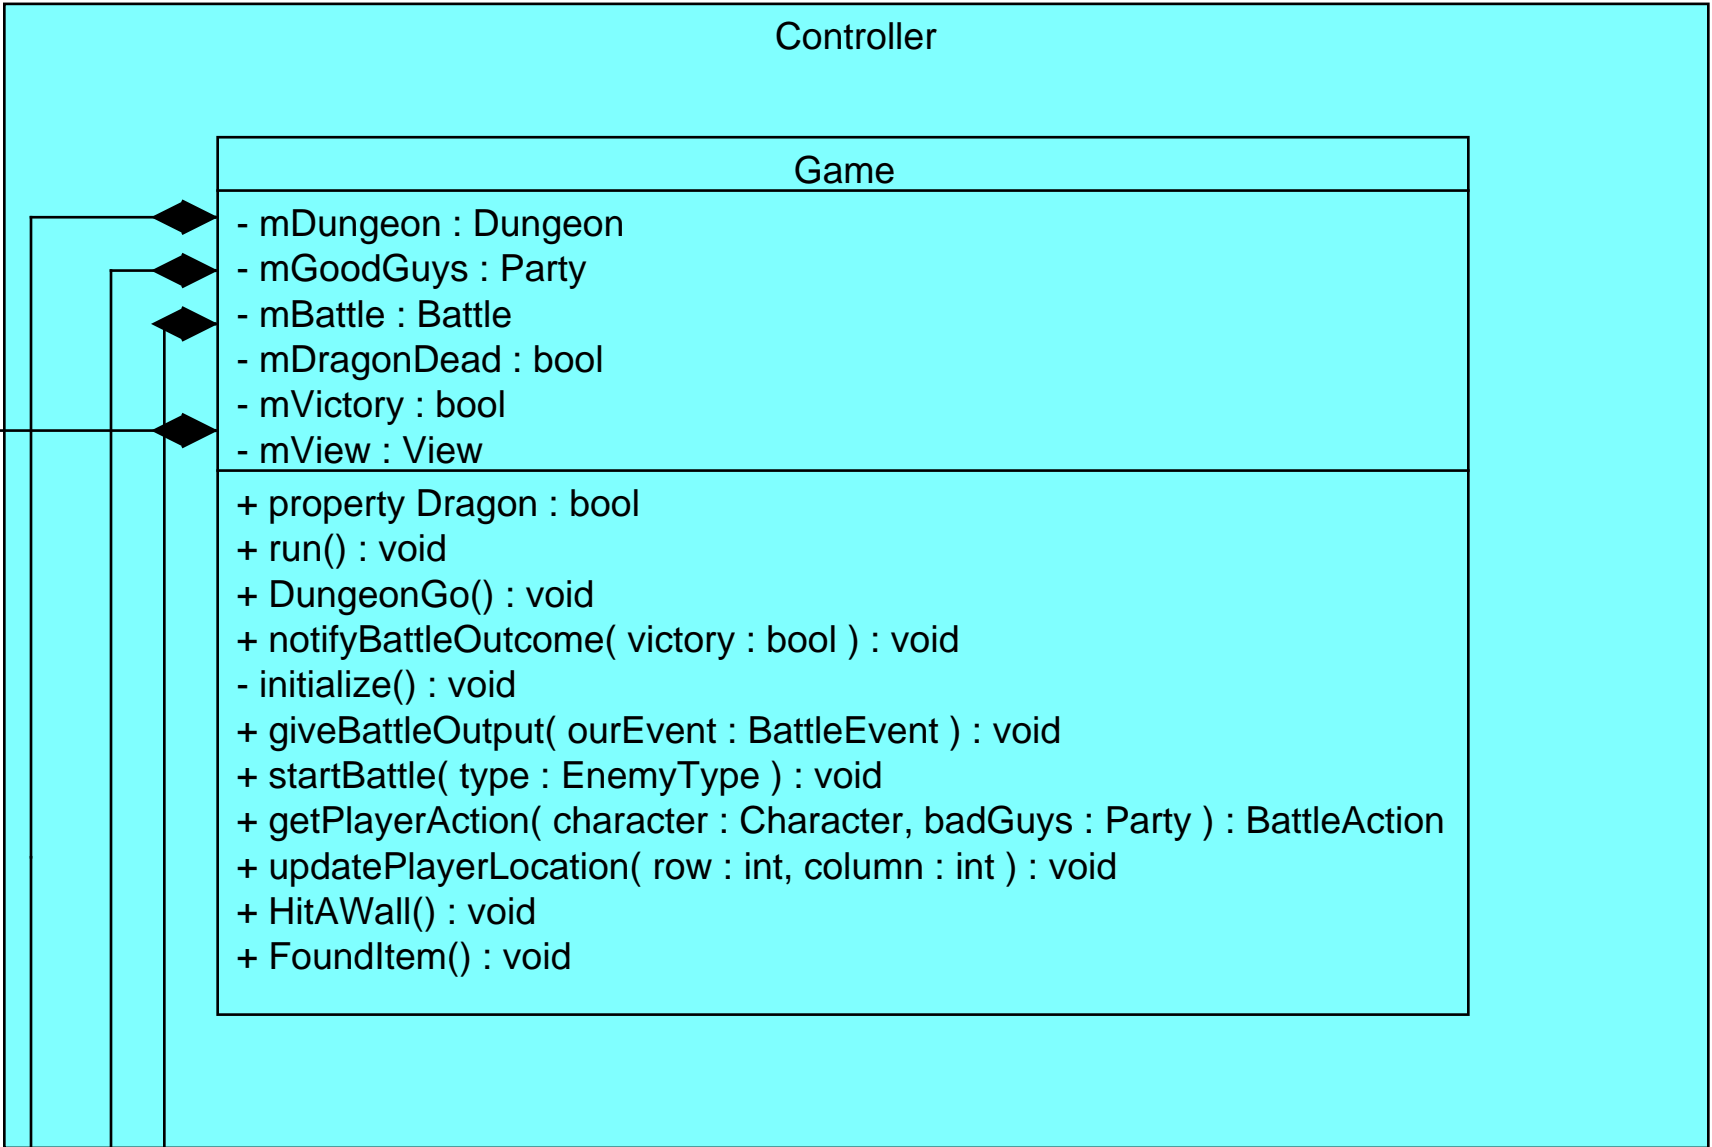 Controller
Game
- mDungeon : Dungeon
- mGoodGuys : Party
- mBattle : Battle
- mDragonDead : bool
- mVictory : bool
- mView : View
+ property Dragon : bool
+ run() : void
+ DungeonGo() : void
+ notifyBattleOutcome( victory : bool ) : void
- initialize() : void
+ giveBattleOutput( ourEvent : BattleEvent ) : void
+ startBattle( type : EnemyType ) : void
+ getPlayerAction( character : Character, badGuys : Party ) : BattleAction
+ updatePlayerLocation( row : int, column : int ) : void
+ HitAWall() : void
+ FoundItem() : void